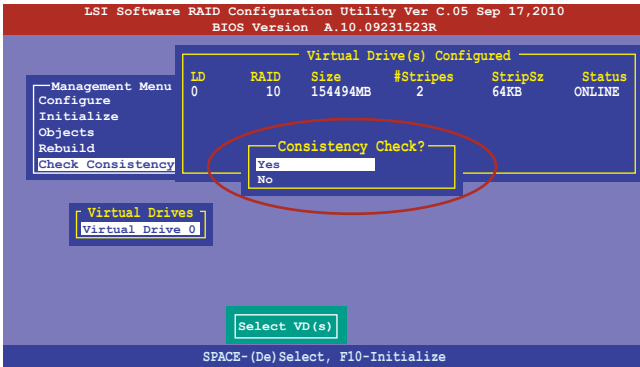 LSI Software RAID Configuration Utility Ver C.05 Sep 17,2010
BIOS Version A.10.09231523R
Virtual Drive(s) Configured
LD RAID Size #Stripes StripSz Status
0 10 154494MB 2 64KB ONLINE
Management Menu
Configure
Initialize
Objects
Rebuild
Check Consistency
Consistency Check?
Yes
No
Virtual Drives
Virtual Drive 0
Select VD(s)
SPACE-(De)Select, F10-Initialize